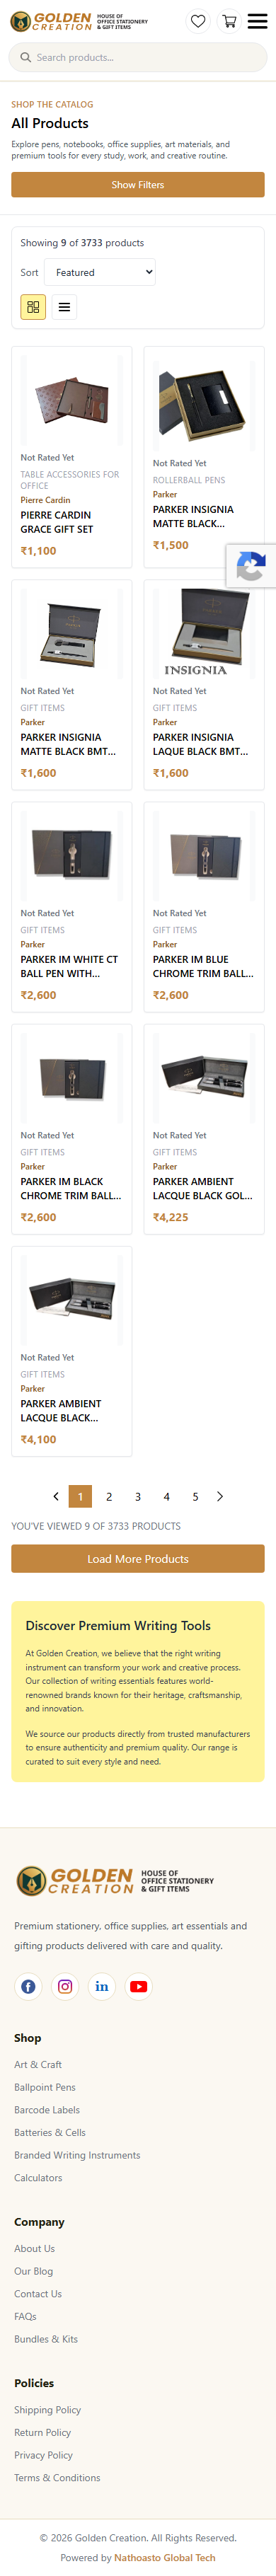 GOLDEN
CREATION
HOUSE OF
OFFICE STATIONERY
& GIFT ITEMS
Search products...
SHOP THE CATALOG
All Products
Explore pens, notebooks, office supplies, art materials, and
premium tools for every study, work, and creative routine.
Show Filters
Showing 9 of 3733 products
Sort
Featured
Not Rated Yet
TABLE ACCESSORIES FOR
OFFICE
Pierre Cardin
PIERRE CARDIN
GRACE GIFT SET
₹1,100
Not Rated Yet
ROLLERBALL PENS
Parker
PARKER INSIGNIA
MATTE BLACK...
₹1,500
Not Rated Yet
GIFT ITEMS
Parker
PARKER INSIGNIA
MATTE BLACK BMT...
₹1,600
INSIGNIA
Not Rated Yet
GIFT ITEMS
Parker
PARKER INSIGNIA
LAQUE BLACK BMT...
₹1,600
Not Rated Yet
GIFT ITEMS
Parker
PARKER IM WHITE CT
BALL PEN WITH...
₹2,600
Not Rated Yet
GIFT ITEMS
Parker
PARKER IM BLUE
CHROME TRIM BALL...
₹2,600
Not Rated Yet
GIFT ITEMS
Parker
PARKER IM BLACK
CHROME TRIM BALL...
₹2,600
Not Rated Yet
GIFT ITEMS
Parker
PARKER AMBIENT
LACQUE BLACK GOL...
₹4,225
Not Rated Yet
GIFT ITEMS
Parker
PARKER AMBIENT
LACQUE BLACK...
₹4,100
1 2 3 4 5
YOU'VE VIEWED 9 OF 3733 PRODUCTS
Load More Products
Discover Premium Writing Tools
At Golden Creation, we believe that the right writing
instrument can transform your work and creative process.
Our collection of writing essentials features world-
renowned brands known for their heritage, craftsmanship,
and innovation.
We source our products directly from trusted manufacturers
to ensure authenticity and premium quality. Our range is
curated to suit every style and need.
GOLDEN
CREATION
HOUSE OF
OFFICE STATIONERY
& GIFT ITEMS
Premium stationery, office supplies, art essentials and
gifting products delivered with care and quality.
Shop
Art & Craft
Ballpoint Pens
Barcode Labels
Batteries & Cells
Branded Writing Instruments
Calculators
Company
About Us
Our Blog
Contact Us
FAQs
Bundles & Kits
Policies
Shipping Policy
Return Policy
Privacy Policy
Terms & Conditions
© 2026 Golden Creation. All Rights Reserved.
Powered by Nathoasto Global Tech